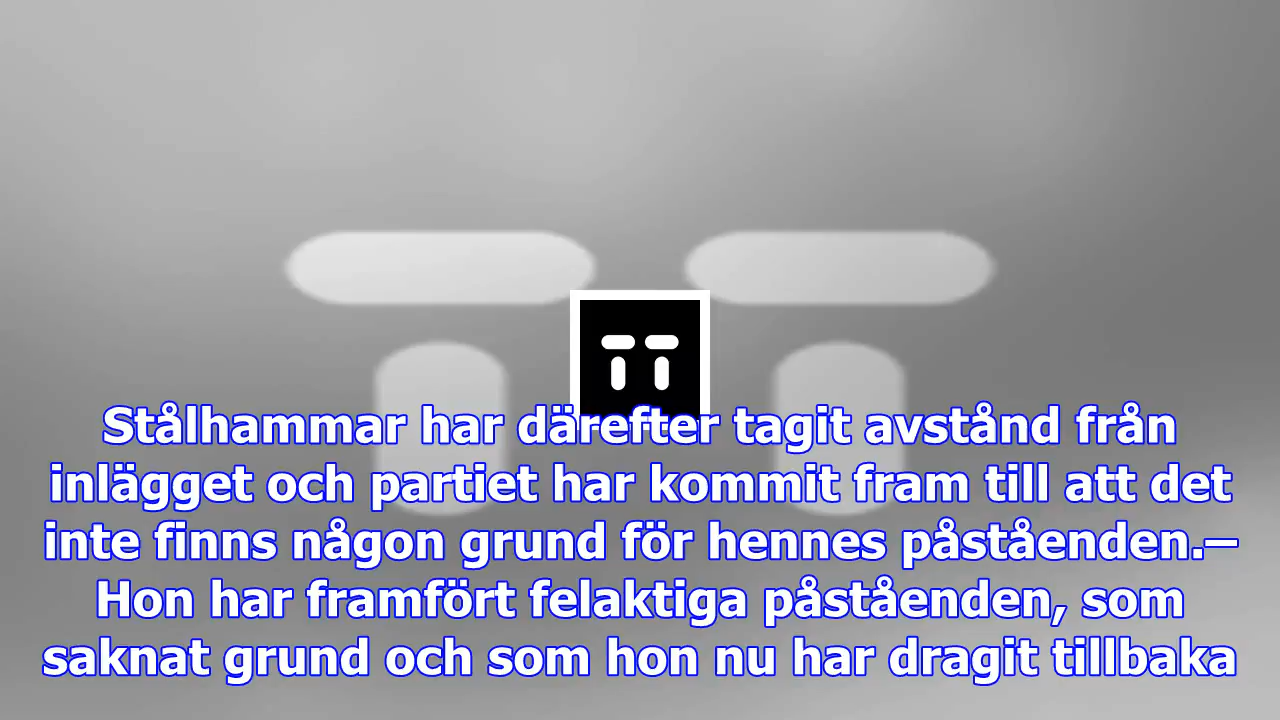 Stålhammar har därefter tagit avstånd från
inlägget och partiet har kommit fram till att det
inte finns någon grund för hennes påståenden.–
Hon har framfört felaktiga påståenden, som
saknat grund och som hon nu har dragit tillbaka